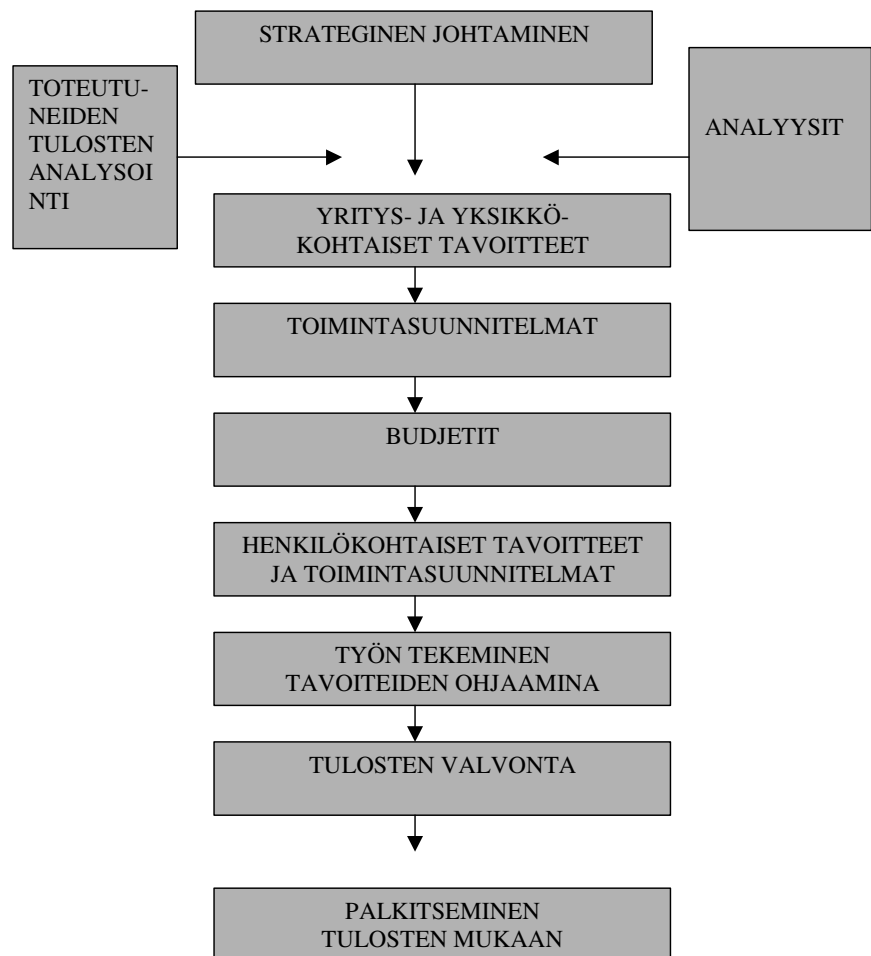 STRATEGINEN JOHTAMINEN
TOTEUTU-
NEIDEN
TULOSTEN
ANALYSOI
NTI
ANALYYSIT
YRITYS- JA YKSIKKÖ-
KOHTAISET TAVOITTEET
TOIMINTASUUNNITELMAT
BUDJETIT
HENKILÖKOHTAISET TAVOITTEET
JA TOIMINTASUUNNITELMAT
TYÖN TEKEMINEN
TAVOITEIDEN OHJAAMINA
TULOSTEN VALVONTA
PALKITSEMINEN
TULOSTEN MUKAAN